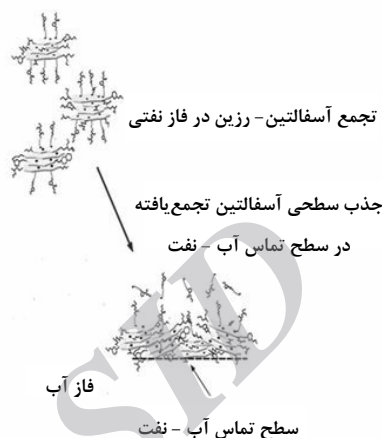 تجمع آسفالتین- رزین در فاز نفتی
جذب سطحی آسفالتین تجمع‌یافته
در سطح تماس آب - نفت
فاز آب
سطح تماس آب - نفت
SID